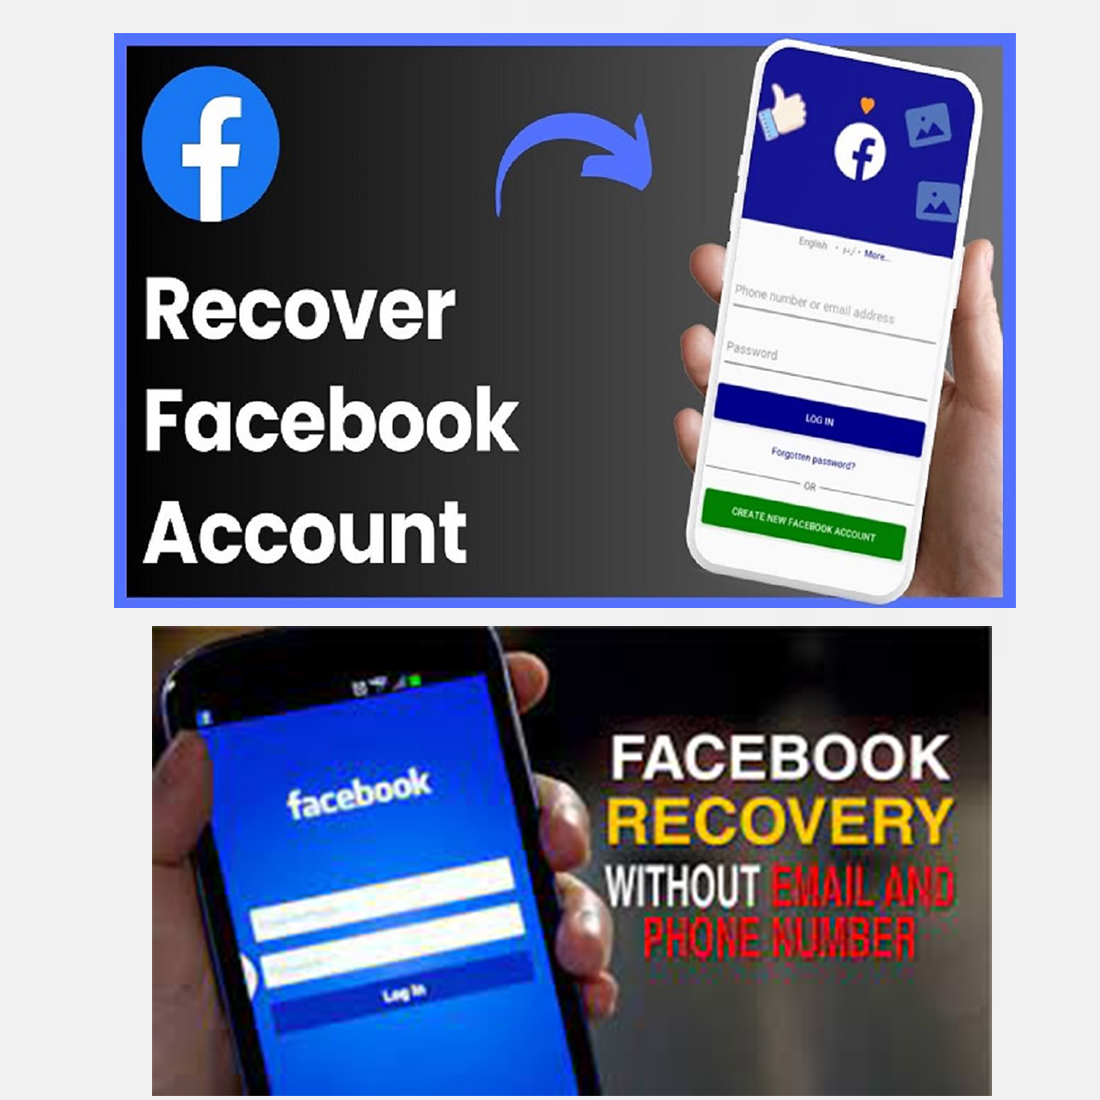 Recover
Facebook
Account
English · اردو · More...
Phone number or email address
Password
LOG IN
Forgotten password?
OR
CREATE NEW FACEBOOK ACCOUNT
facebook
Log In
FACEBOOK
RECOVERY
WITHOUT EMAIL AND
PHONE NUMBER